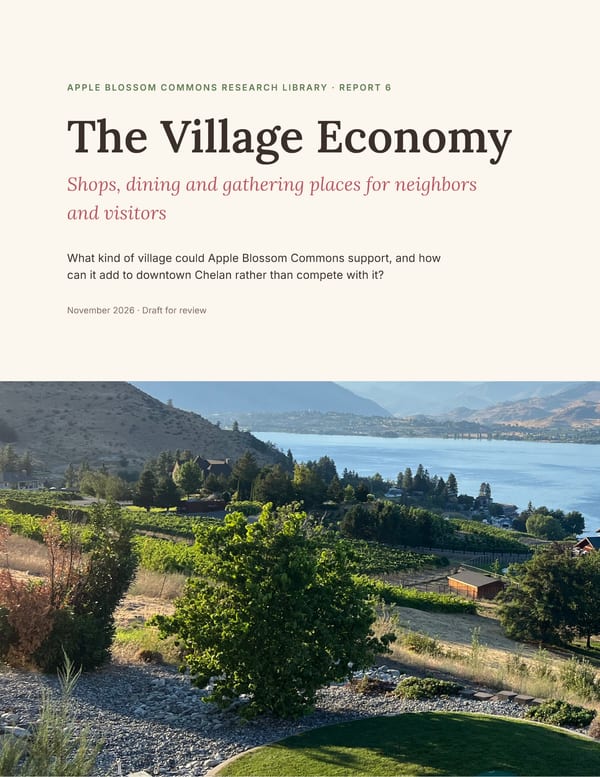 APPLE BLOSSOM COMMONS RESEARCH LIBRARY · REPORT 6
The Village Economy
Shops, dining and gathering places for neighbors
and visitors
What kind of village could Apple Blossom Commons support, and how
can it add to downtown Chelan rather than compete with it?
November 2026 · Draft for review